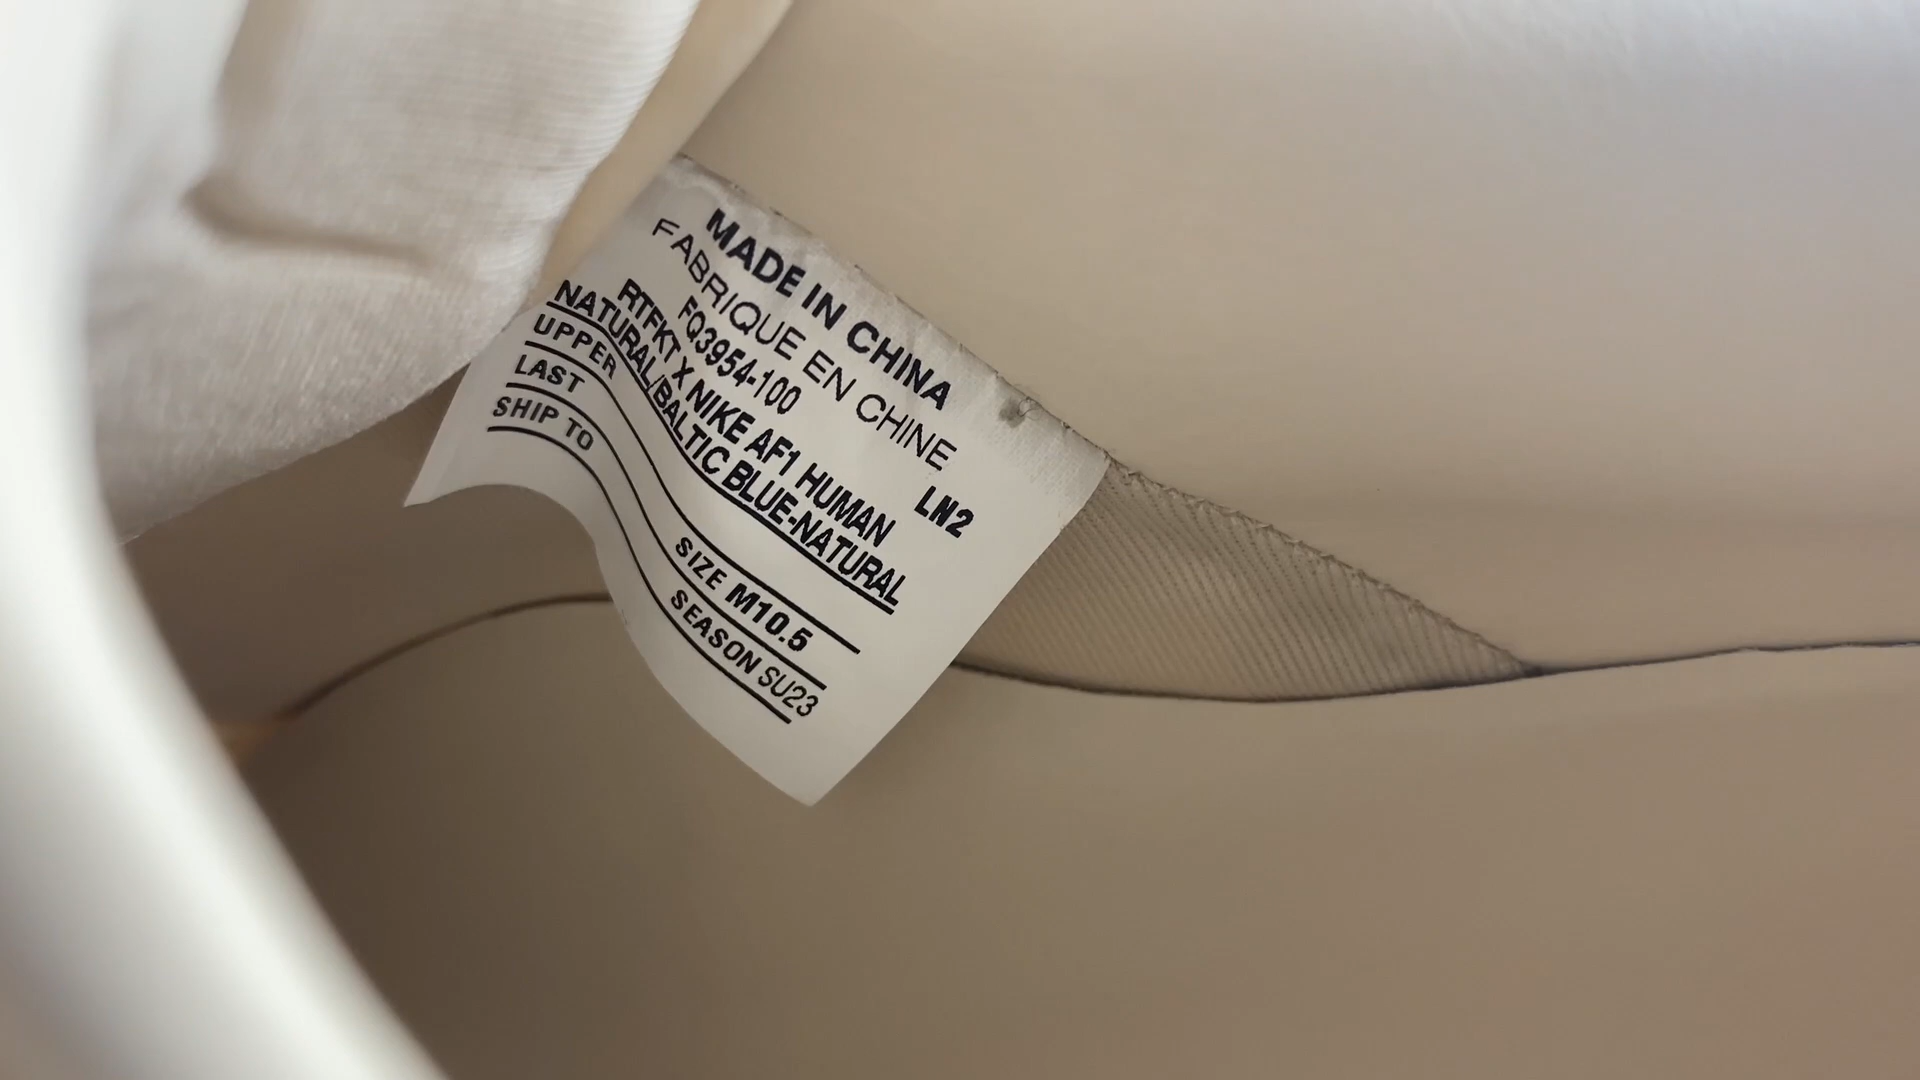 MADE IN CHINA
FABRIQUE EN CHINE
FQ3954-100 LN2
RTFKT X NIKE AF1 HUMAN
NATURAL/BALTIC BLUE-NATURAL
UPPER
LAST
SHIP TO
SIZE M10.5
SEASON SU23